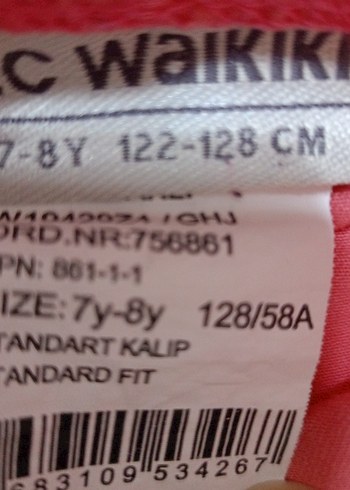 LC WAIKIKI
7-8Y 122-128 CM
ORD.NR:756861
PN: 861-1-1
SIZE: 7y-8y 128/58A
STANDART KALIP
STANDARD FIT
683109 534267